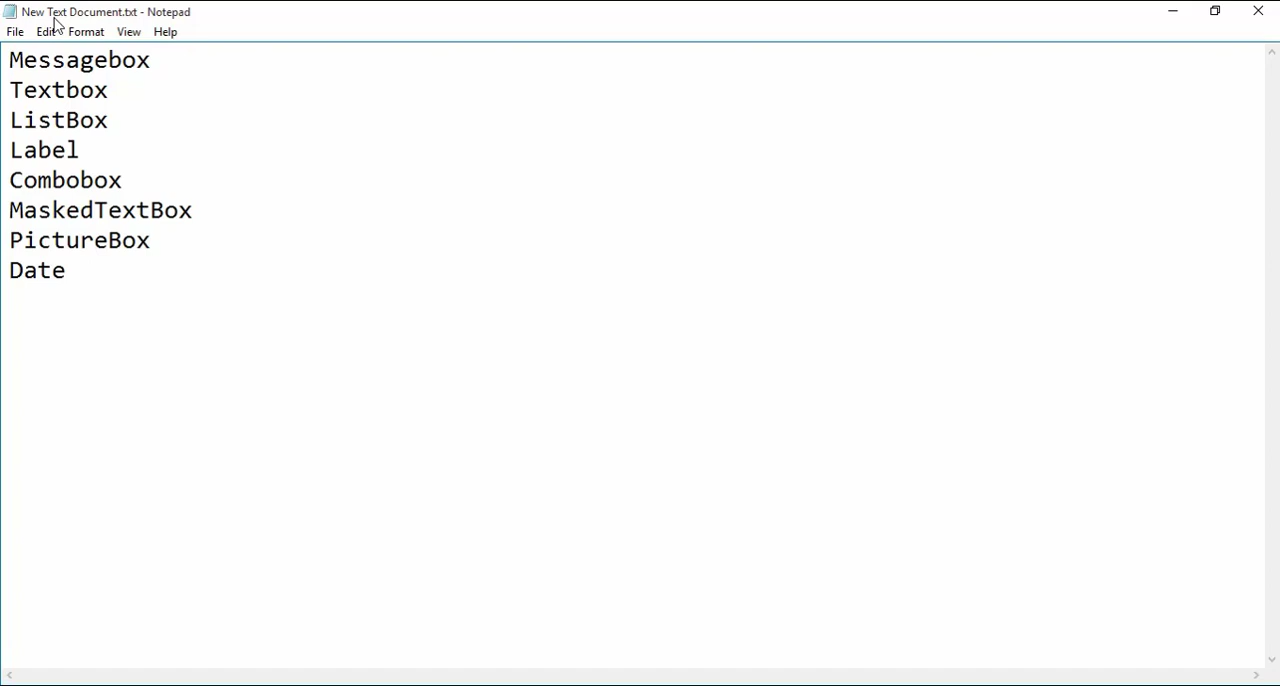 New Text Document.txt - Notepad
File Edit Format View Help
Messagebox
Textbox
ListBox
Label
Combobox
MaskedTextBox
PictureBox
Date